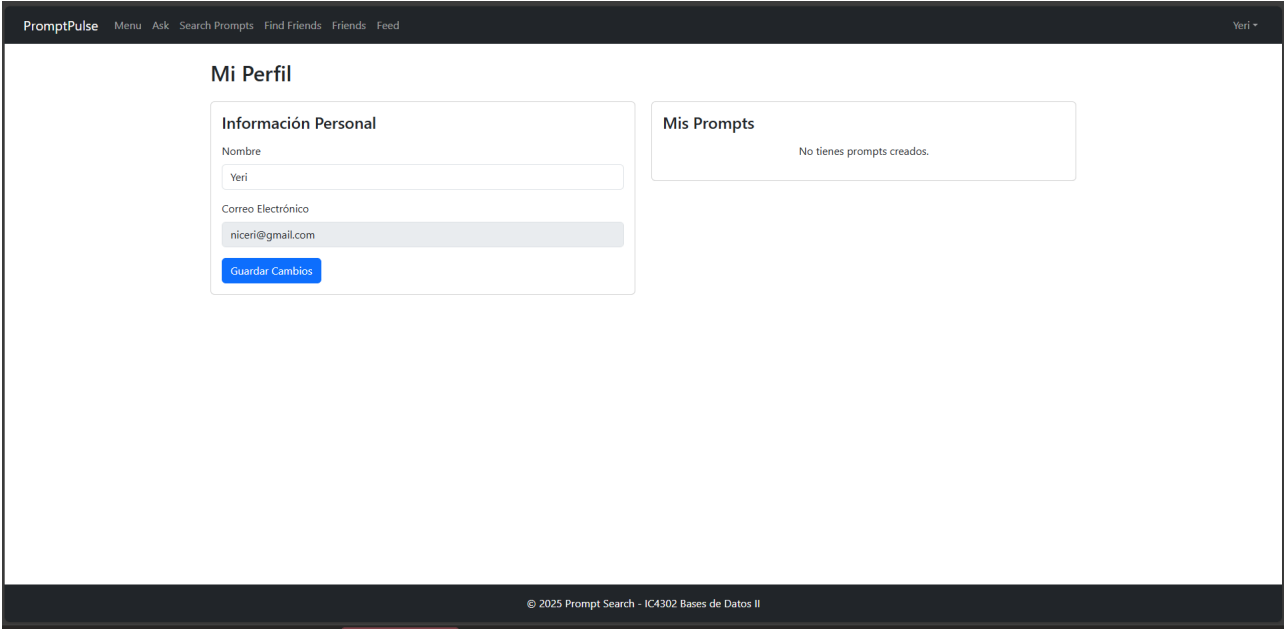 PromptPulse Menu Ask Search Prompts Find Friends Friends Feed Yeri
Mi Perfil
Información Personal
Nombre
Yeri
Correo Electrónico
niceri@gmail.com
Guardar Cambios
Mis Prompts
No tienes prompts creados.
© 2025 Prompt Search - IC4302 Bases de Datos II